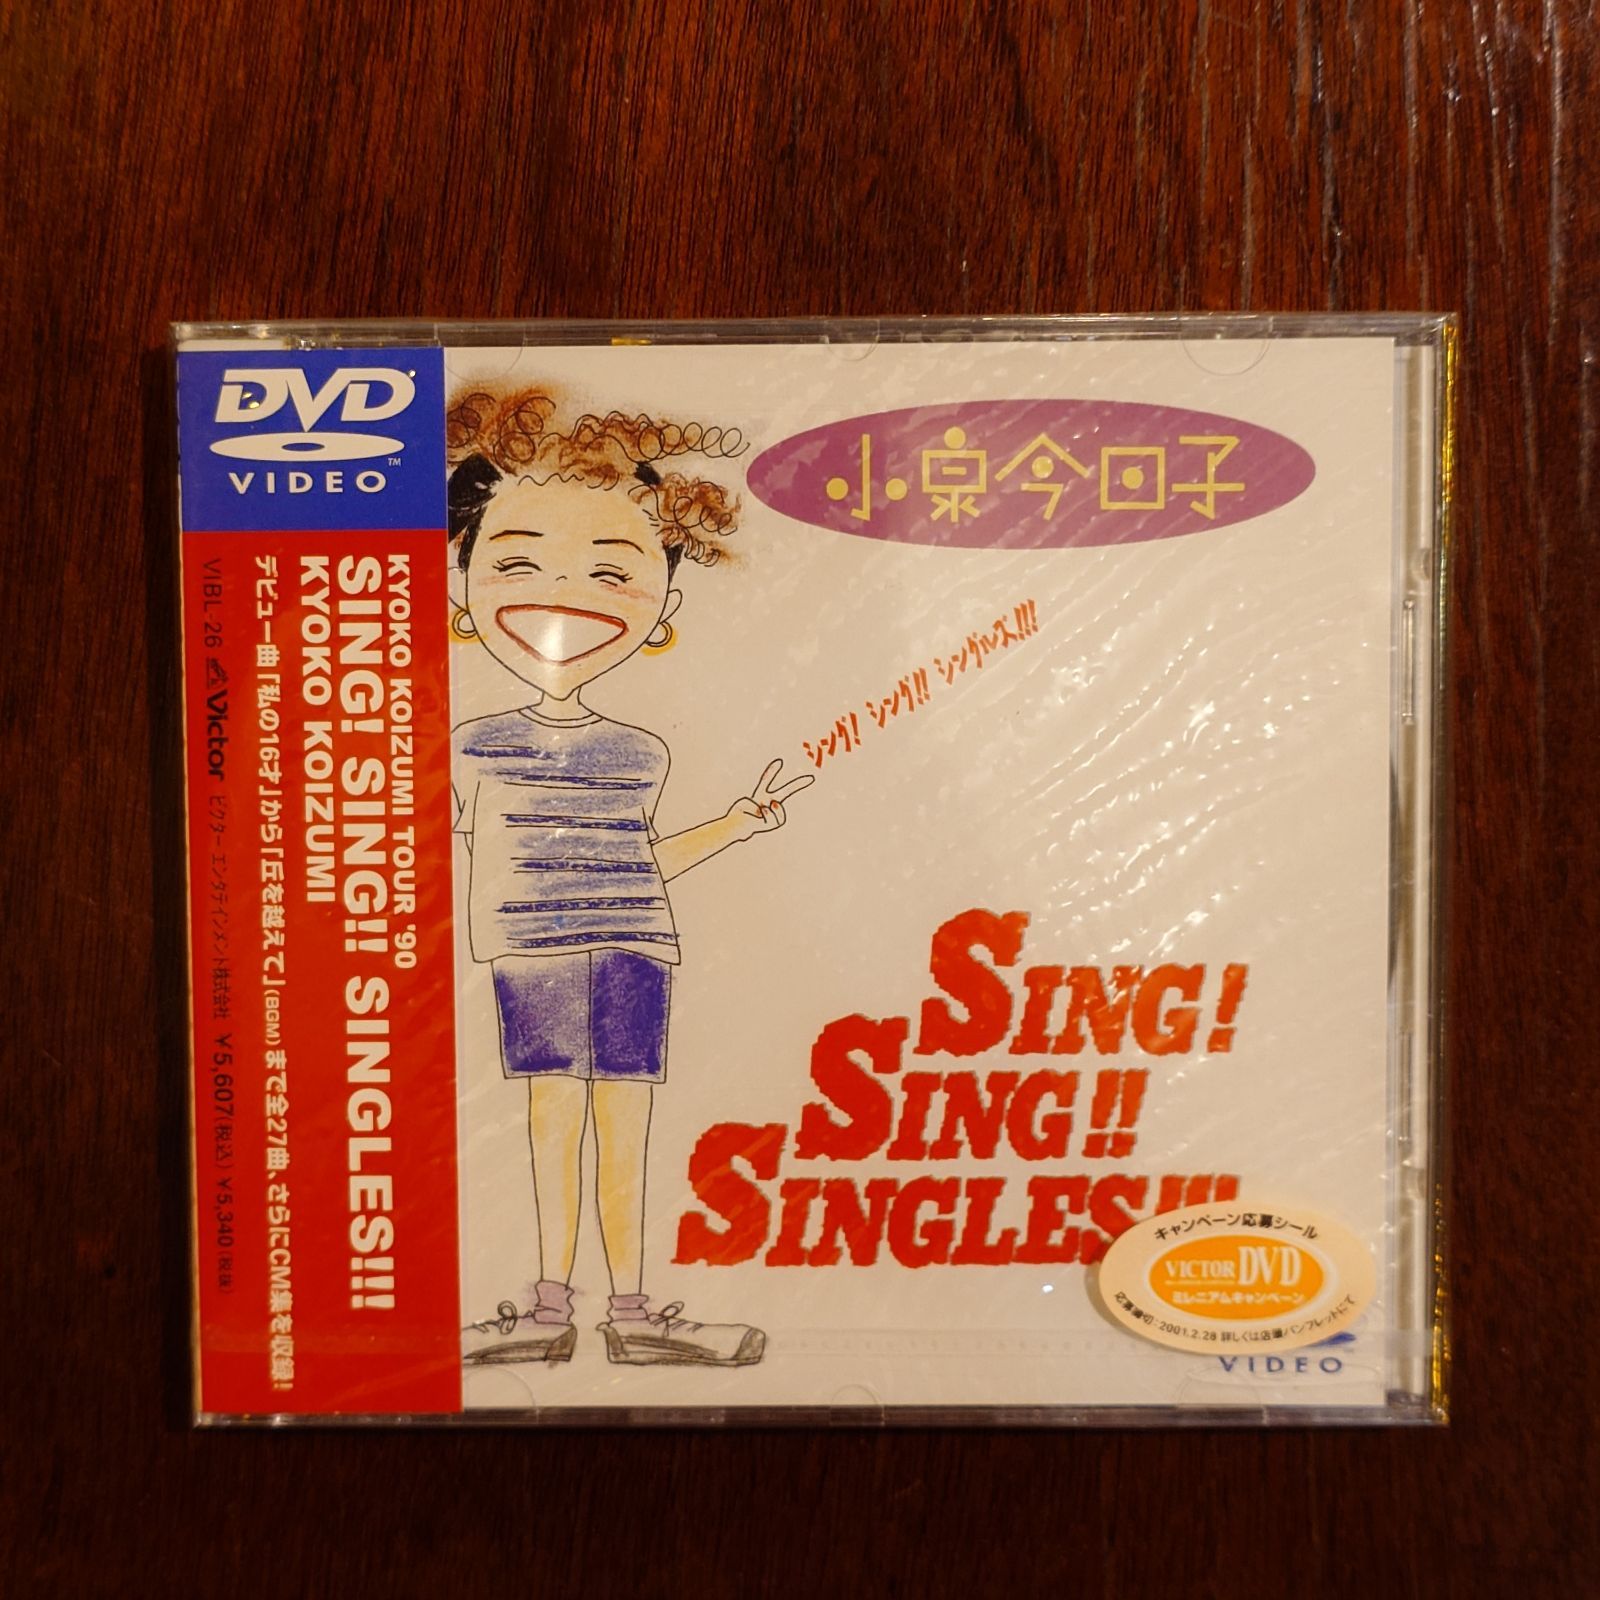 DVD
VIDEO™
KYOKO KOIZUMI TOUR '90
SING! SING!! SINGLES!!!
KYOKO KOIZUMI
デビュー曲「私の16才」から「丘を越えて」(BGM)まで全27曲、さらにCM集を収録!
VIBL-26 Victor ビクター エンタテインメント株式会社 ¥5,607(税込) ¥5,340(税抜)
小泉今日子
シング! シング!! シングルズ!!!
SING!
SING!!
SINGLES!!!
キャンペーン応募シール
VICTOR DVD
ミレニアムキャンペーン
応募締切:2001.2.28 詳しくは店頭パンフレットにて
VIDEO